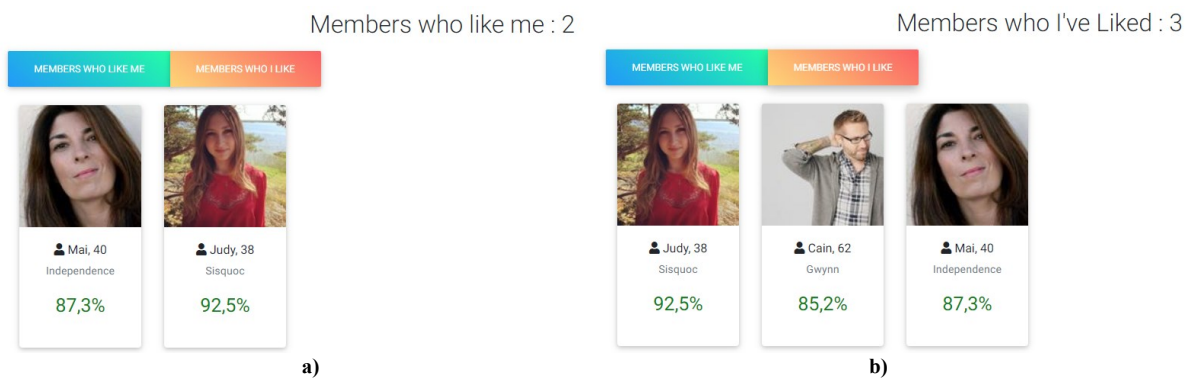 Members who like me : 2
MEMBERS WHO LIKE ME MEMBERS WHO I LIKE
Mai, 40
Independence
87,3%
Judy, 38
Sisquoc
92,5%
a)
Members who I've Liked : 3
MEMBERS WHO LIKE ME MEMBERS WHO I LIKE
Judy, 38
Sisquoc
92,5%
Cain, 62
Gwynn
85,2%
Mai, 40
Independence
87,3%
b)